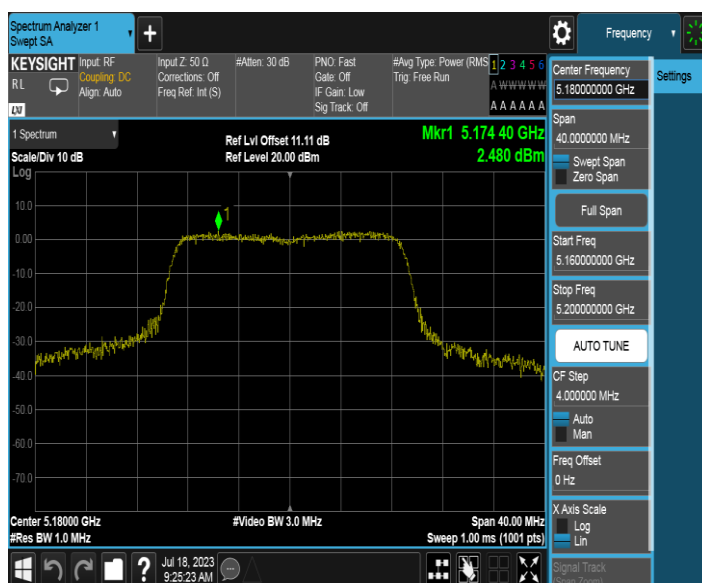 Spectrum Analyzer 1
Swept SA
+
Frequency
KEYSIGHT
RL
LXI
Input: RF
Coupling: DC
Align: Auto
Input Z: 50 Ω
Corrections: Off
Freq Ref: Int (S)
#Atten: 30 dB
PNO: Fast
Gate: Off
IF Gain: Low
Sig Track: Off
#Avg Type: Power (RMS
Trig: Free Run
1 2 3 4 5 6
A W W W W W
A A A A A A
1 Spectrum
Scale/Div 10 dB
Log
Ref Lvl Offset 11.11 dB
Ref Level 20.00 dBm
Mkr1 5.174 40 GHz
2.480 dBm
1
10.0
0.00
-10.0
-20.0
-30.0
-40.0
-50.0
-60.0
-70.0
Center 5.18000 GHz
#Res BW 1.0 MHz
#Video BW 3.0 MHz
Span 40.00 MHz
Sweep 1.00 ms (1001 pts)
Center Frequency
5.180000000 GHz
Settings
Span
40.0000000 MHz
Swept Span
Zero Span
Full Span
Start Freq
5.160000000 GHz
Stop Freq
5.200000000 GHz
AUTO TUNE
CF Step
4.000000 MHz
Auto
Man
Freq Offset
0 Hz
X Axis Scale
Log
Lin
Signal Track
(Span Zoom)
?
Jul 18, 2023
9:25:23 AM